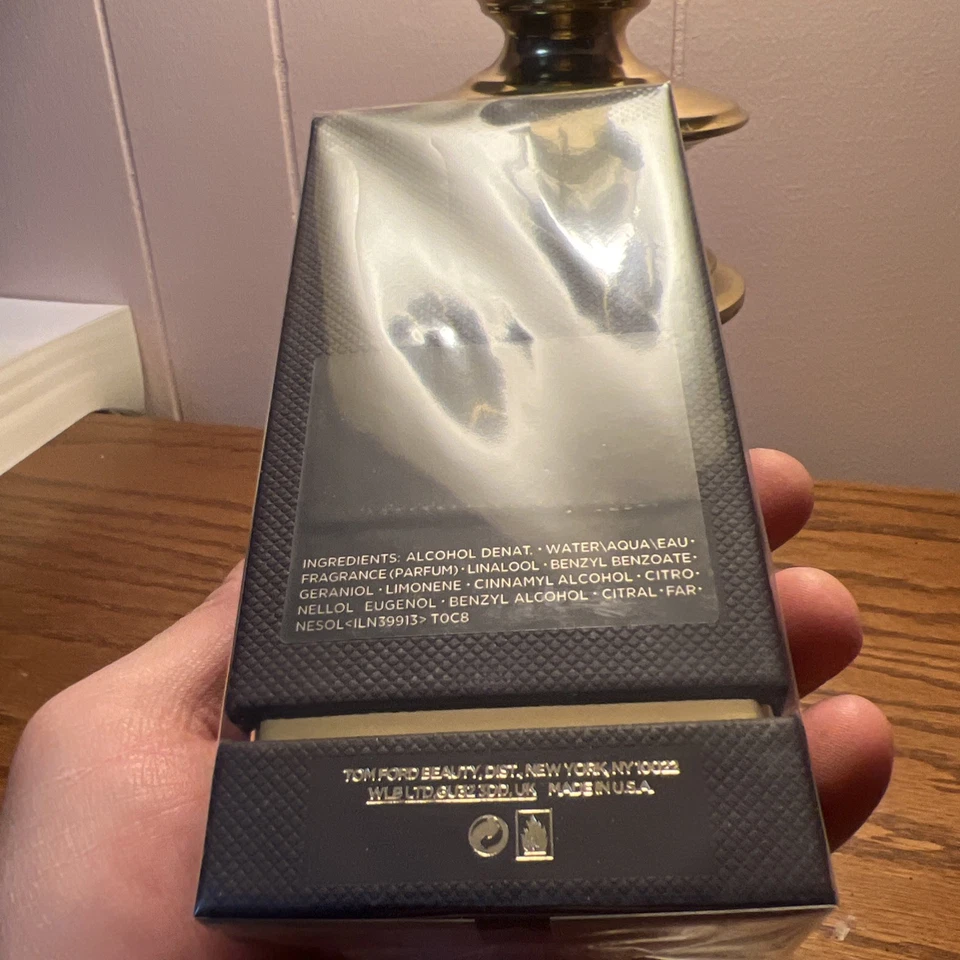 INGREDIENTS: ALCOHOL DENAT. · WATER\AQUA\EAU ·
FRAGRANCE (PARFUM) · LINALOOL · BENZYL BENZOATE ·
GERANIOL · LIMONENE · CINNAMYL ALCOHOL · CITRO-
NELLOL EUGENOL · BENZYL ALCOHOL · CITRAL · FAR-
NESOL<ILN39913> T0C8
TOM FORD BEAUTY, DIST., NEW YORK, NY 10022
WLB LTD, GU32 3DD, UK MADE IN U.S.A.